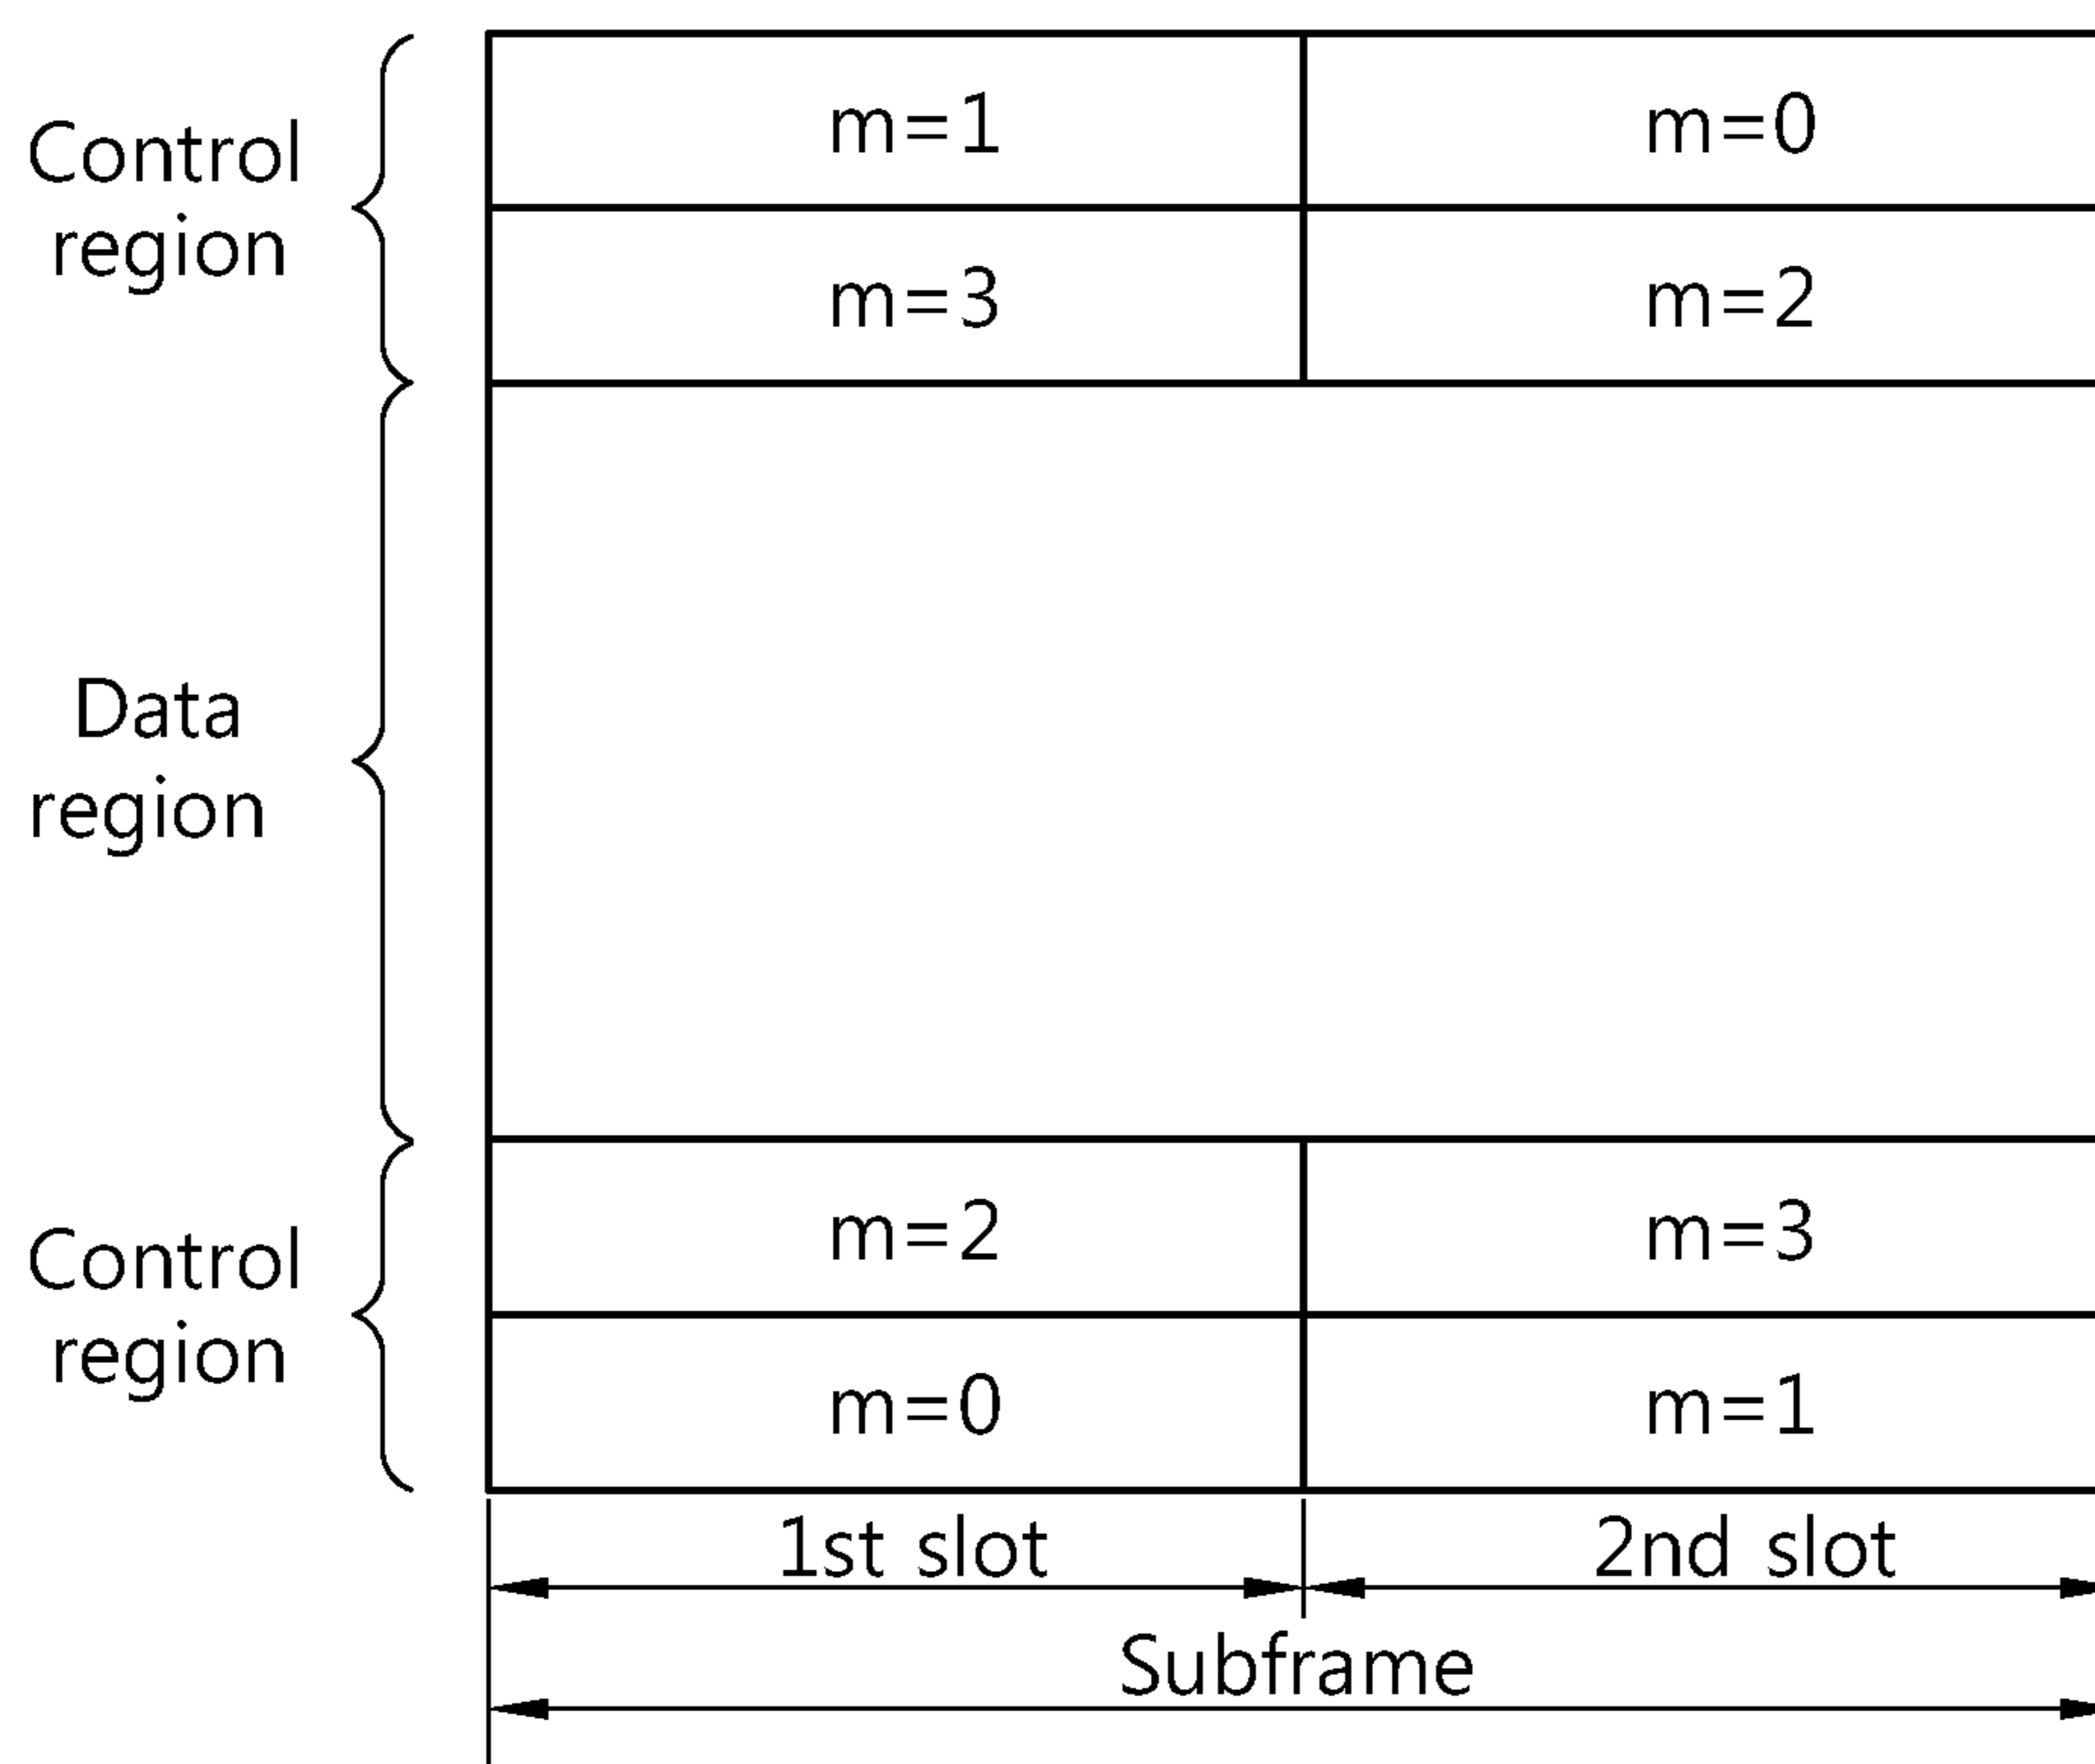 m=1 m=0
Control
region
m=3 m=2
Data
region
m=2 m=3
Control
region
m=0 m=1
1st slot 2nd slot
Subframe